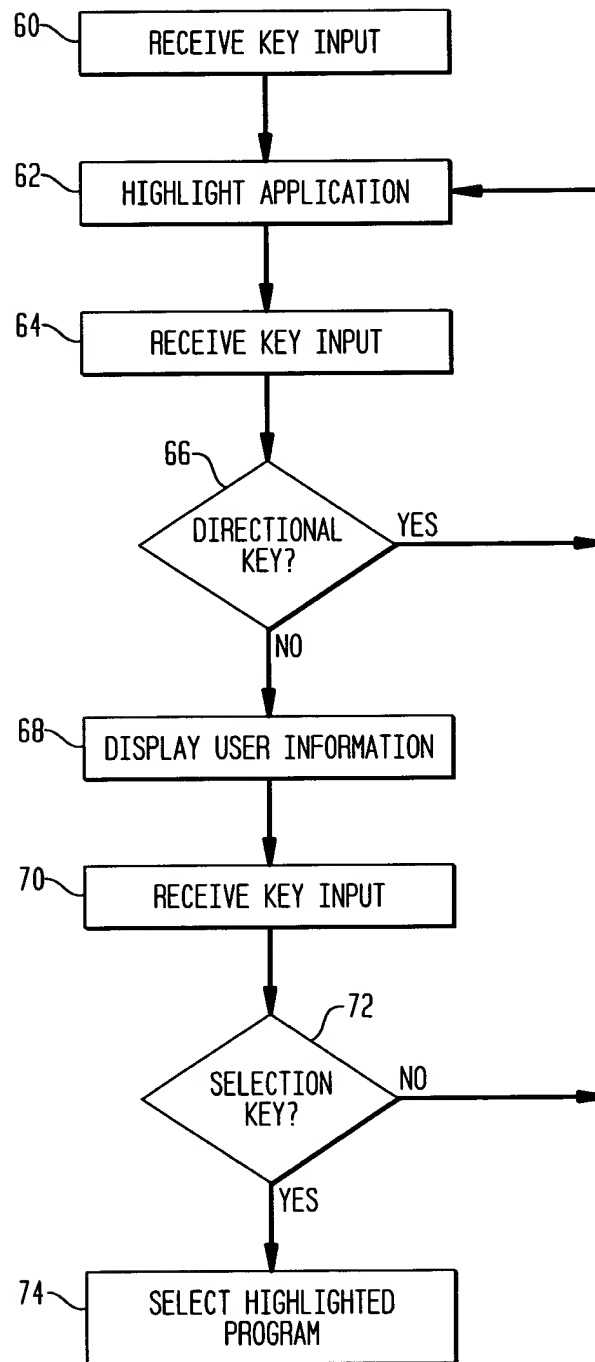 60
RECEIVE KEY INPUT
62
HIGHLIGHT APPLICATION
64
RECEIVE KEY INPUT
66
DIRECTIONAL
KEY?
YES
NO
68
DISPLAY USER INFORMATION
70
RECEIVE KEY INPUT
72
SELECTION
KEY?
NO
YES
74
SELECT HIGHLIGHTED
PROGRAM